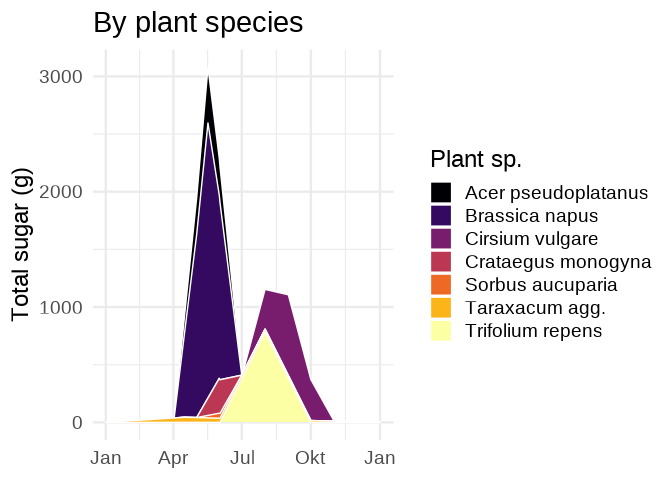 By plant species
Total sugar (g)
3000
2000
1000
0
Jan Apr Jul Okt Jan
Plant sp.
Acer pseudoplatanus
Brassica napus
Cirsium vulgare
Crataegus monogyna
Sorbus aucuparia
Taraxacum agg.
Trifolium repens